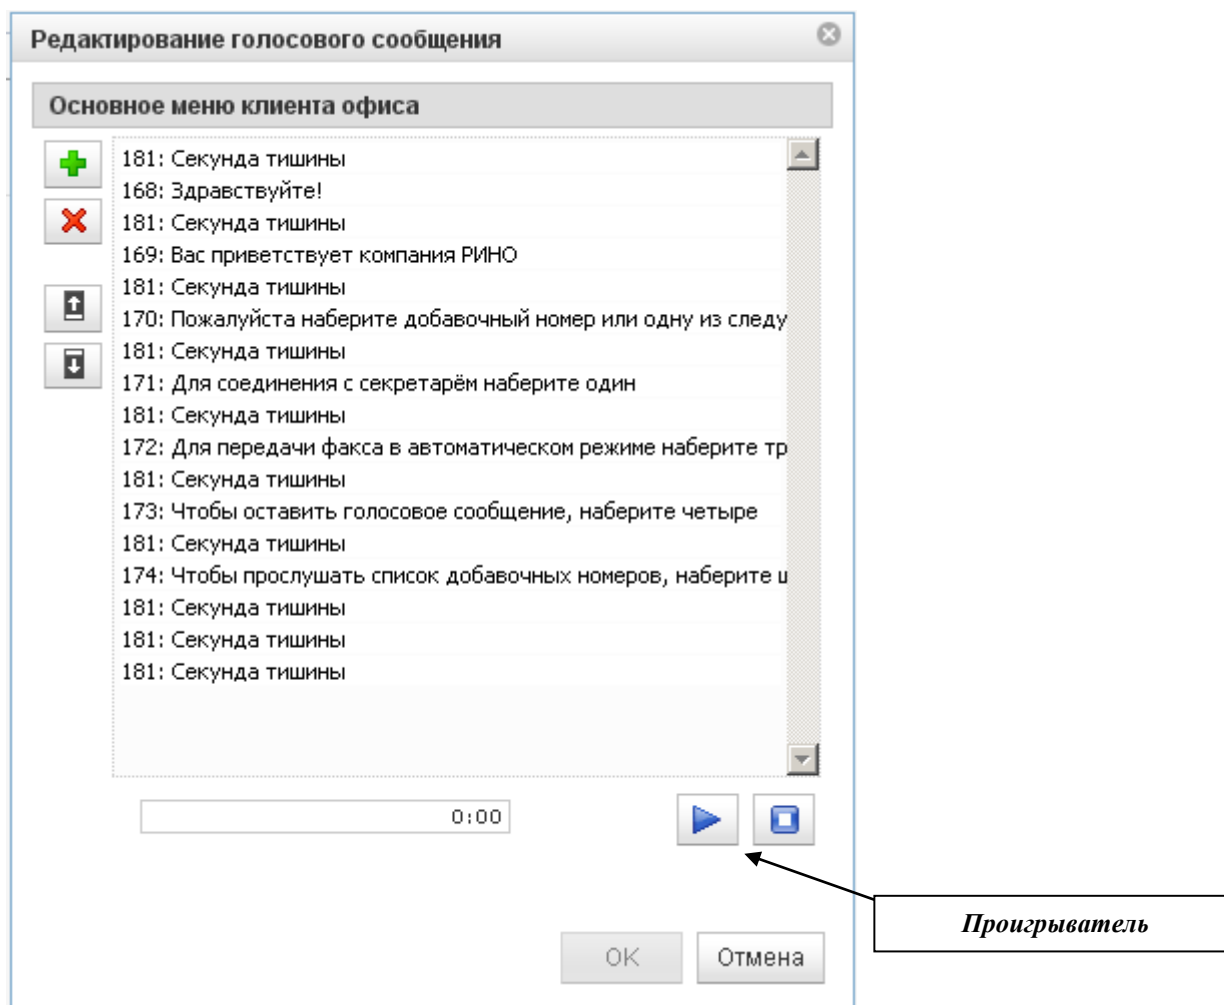 Редактирование голосового сообщения
Основное меню клиента офиса
181: Секунда тишины
168: Здравствуйте!
181: Секунда тишины
169: Вас приветствует компания РИНО
181: Секунда тишины
170: Пожалуйста наберите добавочный номер или одну из следу
181: Секунда тишины
171: Для соединения с секретарём наберите один
181: Секунда тишины
172: Для передачи факса в автоматическом режиме наберите тр
181: Секунда тишины
173: Чтобы оставить голосовое сообщение, наберите четыре
181: Секунда тишины
174: Чтобы прослушать список добавочных номеров, наберите
181: Секунда тишины
181: Секунда тишины
181: Секунда тишины
0:00
Проигрыватель
OK
Отмена